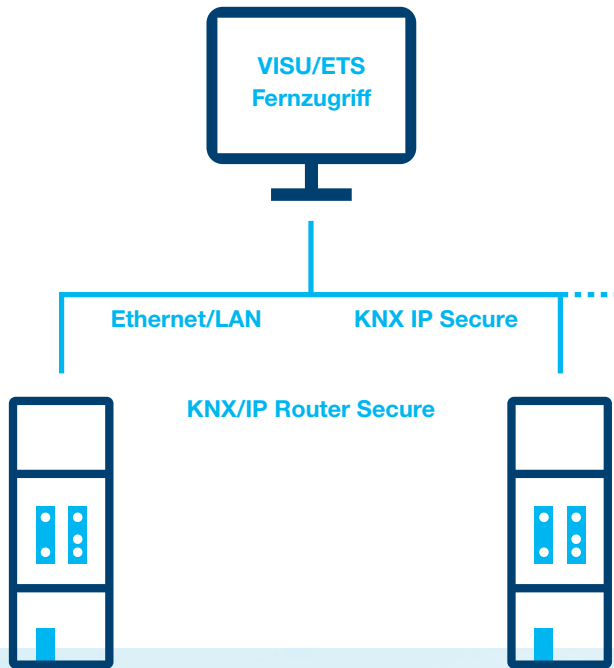 VISU/ETS
Fernzugriff
Ethernet/LAN KNX IP Secure
KNX/IP Router Secure